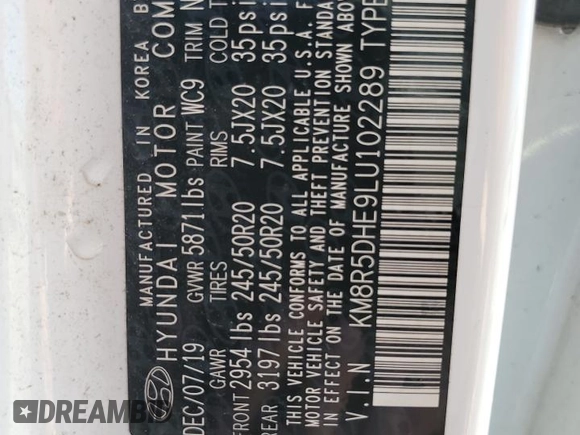 MANUFACTURED IN KOREA BY
HYUNDAI MOTOR COM
DEC/07/19 GVWR 5871 lbs PAINT WC9 TRIM N
GAWR TIRES RIMS COLD T
FRONT 2954 lbs 245/50R20 7.5JX20 35psi
REAR 3197 lbs 245/50R20 7.5JX20 35psi
THIS VEHICLE CONFORMS TO ALL APPLICABLE U.S.A. F
MOTOR VEHICLE SAFETY AND THEFT PREVENTION STANDA
EFFECT ON THE DATE OF MANUFACTURE SHOWN ABOV
V.I.N KM8R5DHE9LU102289 TYPE
DREAMBID